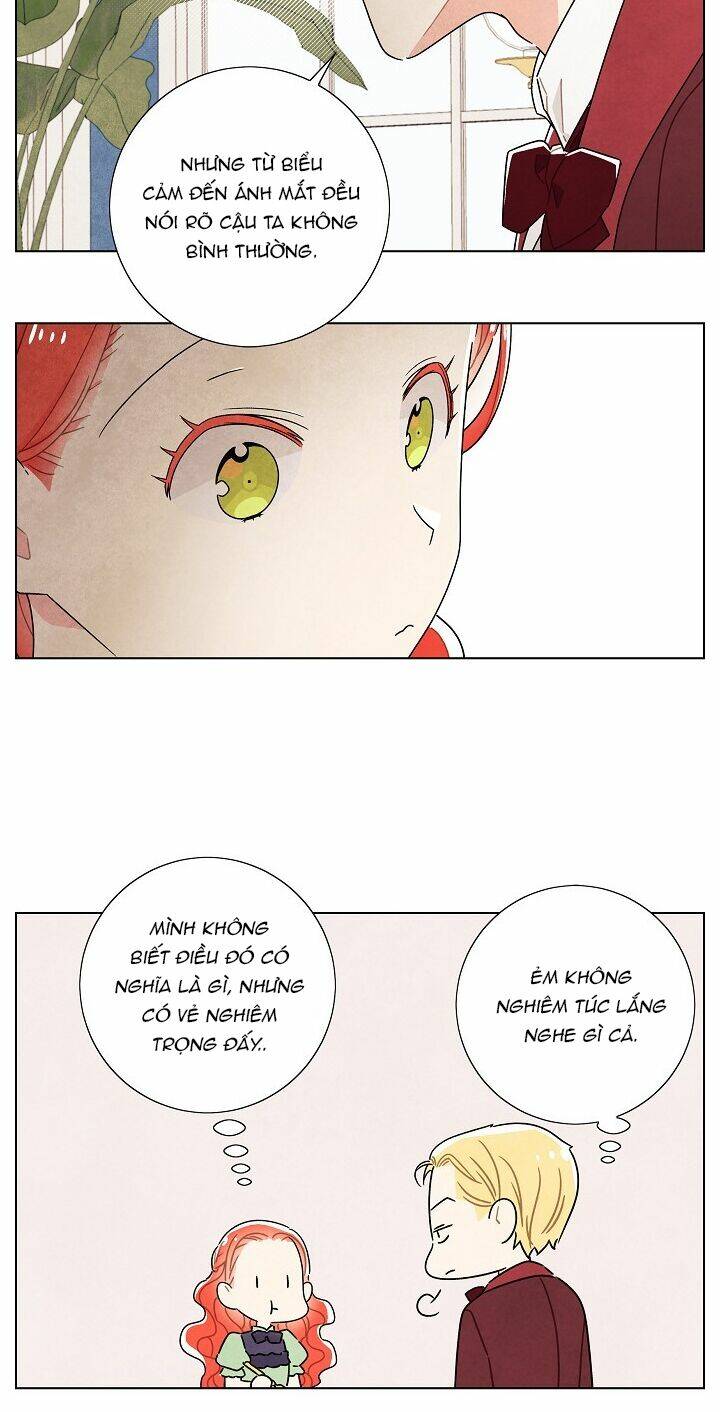 NHƯNG TỪ BIỂU
CẢM ĐẾN ÁNH MẮT ĐỀU
NÓI RÕ CẬU TA KHÔNG
BÌNH THƯỜNG.
MÌNH KHÔNG
BIẾT ĐIỀU ĐÓ CÓ
NGHĨA LÀ GÌ, NHƯNG
CÓ VẺ NGHIÊM
TRỌNG ĐẤY..
ẺM KHÔNG
NGHIÊM TÚC LẮNG
NGHE GÌ CẢ.